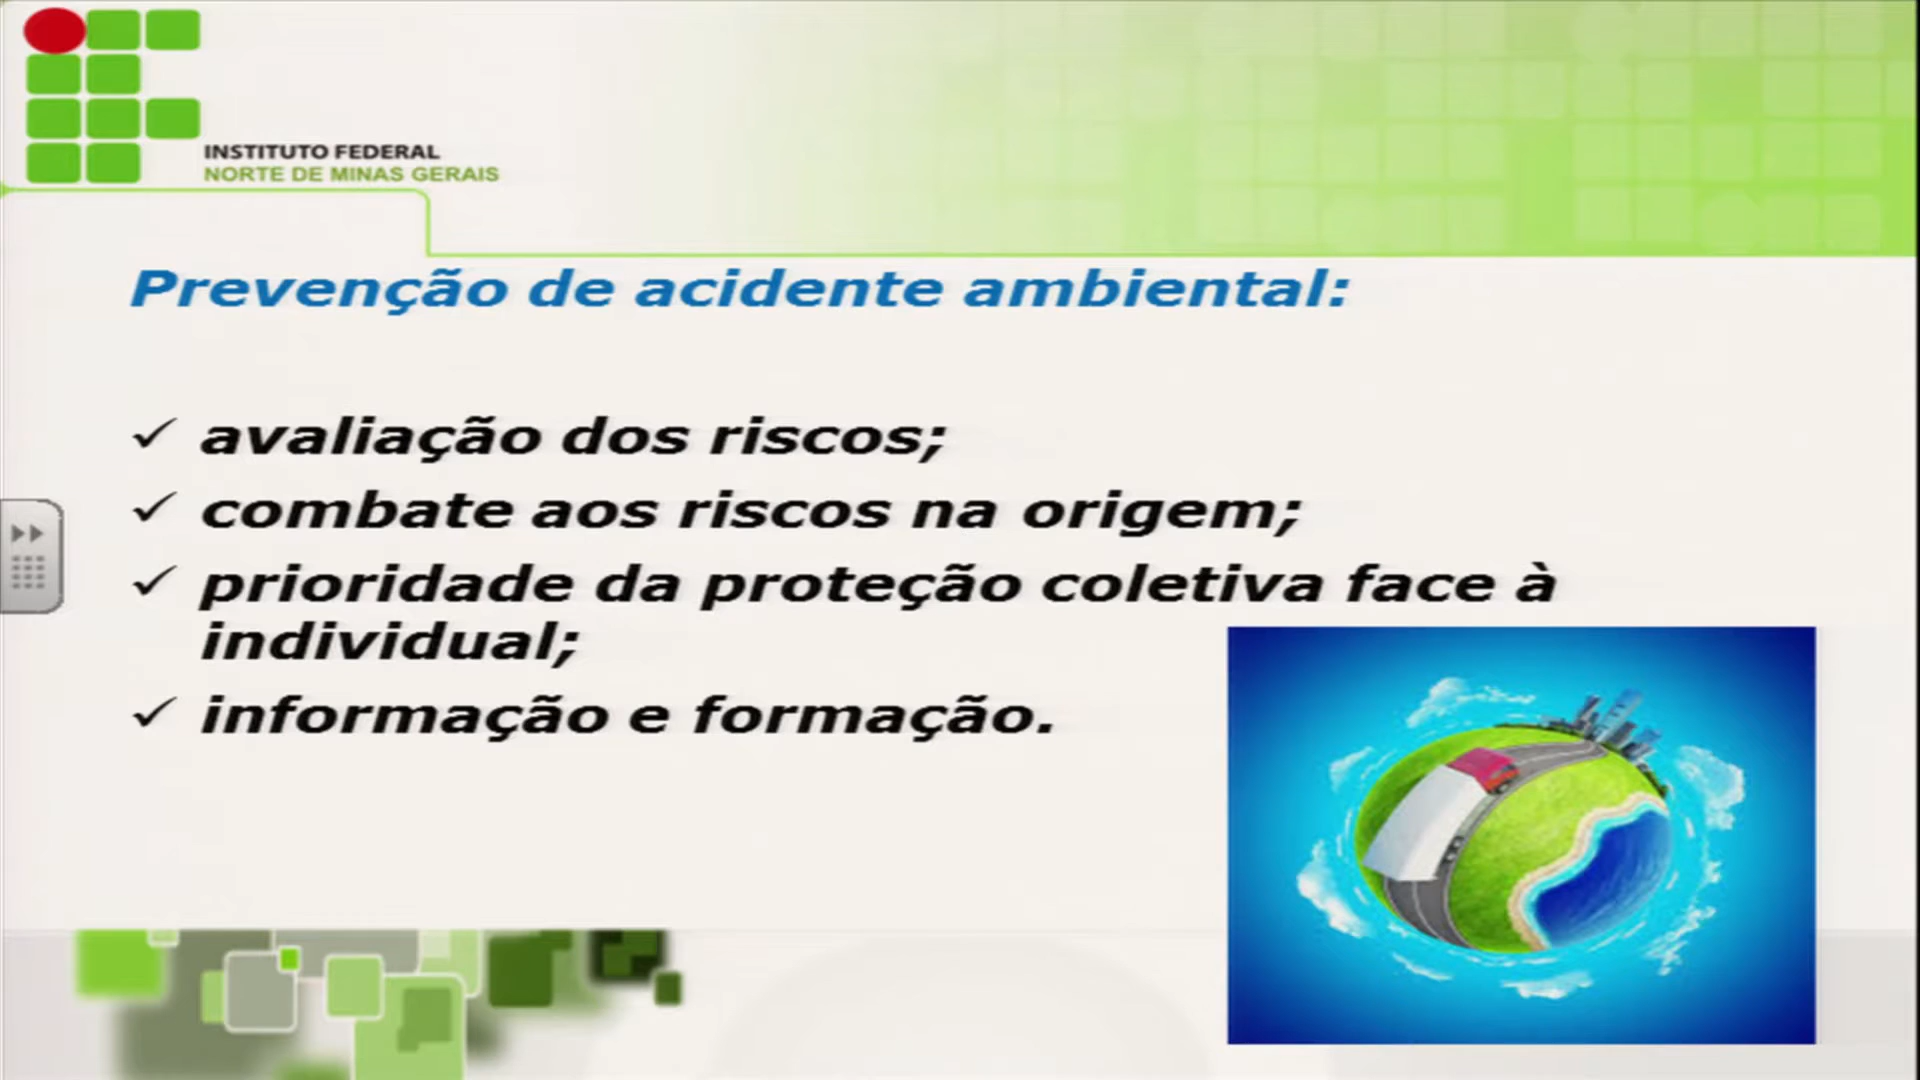 INSTITUTO FEDERAL
NORTE DE MINAS GERAIS
Prevenção de acidente ambiental:
✓ avaliação dos riscos;
✓ combate aos riscos na origem;
✓ prioridade da proteção coletiva face à
individual;
✓ informação e formação.